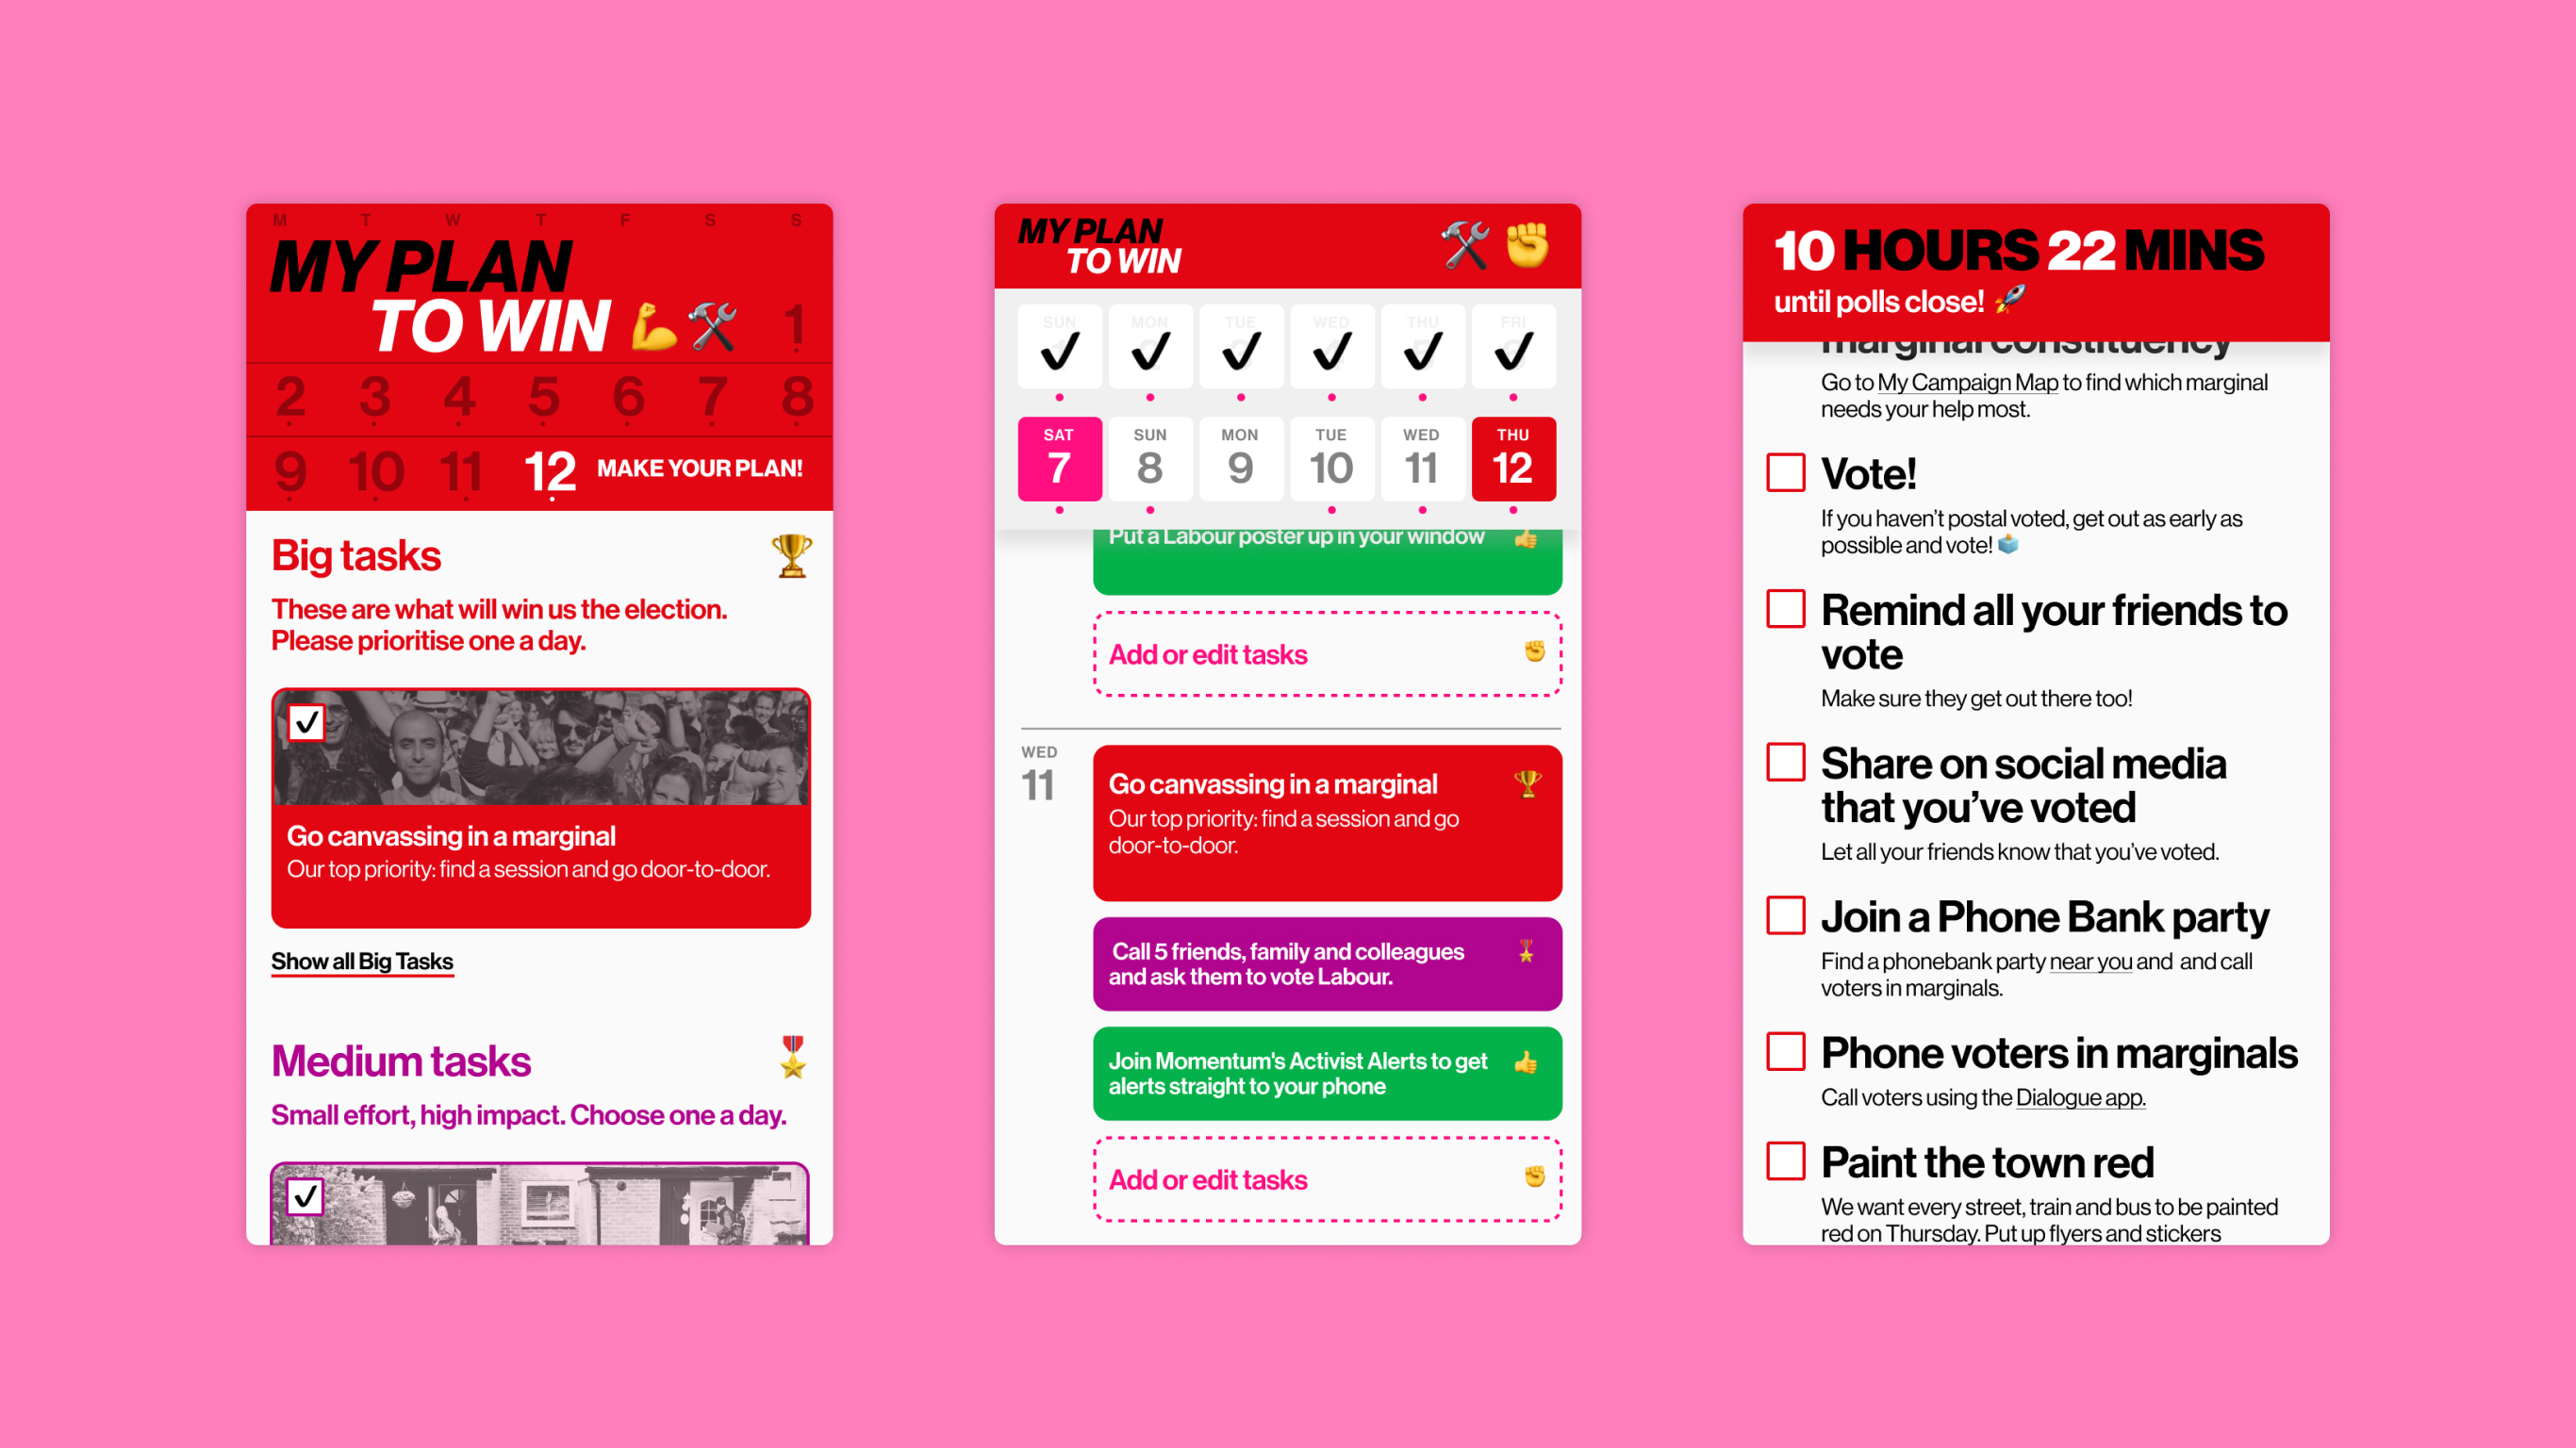 M T W T F S S
MY PLAN
TO WIN 💪🛠️ 1
2 3 4 5 6 7 8
9 10 11 12 MAKE YOUR PLAN!
Big tasks 🏆
These are what will win us the election.
Please prioritise one a day.
Go canvassing in a marginal
Our top priority: find a session and go door-to-door.
Show all Big Tasks
Medium tasks 🎖️
Small effort, high impact. Choose one a day.
MY PLAN
TO WIN 🛠️ ✊
SUN MON TUE WED THU FRI
SAT SUN MON TUE WED THU
7 8 9 10 11 12
Put a Labour poster up in your window 👍
Add or edit tasks ✊
WED
11
Go canvassing in a marginal 🏆
Our top priority: find a session and go
door-to-door.
Call 5 friends, family and colleagues
and ask them to vote Labour.
Join Momentum's Activist Alerts to get
alerts straight to your phone
Add or edit tasks ✊
10 HOURS 22 MINS
until polls close! 🚀
marginal constituency
Go to My Campaign Map to find which marginal
needs your help most.
Vote!
If you haven’t postal voted, get out as early as
possible and vote! 🗳️
Remind all your friends to
vote
Make sure they get out there too!
Share on social media
that you’ve voted
Let all your friends know that you’ve voted.
Join a Phone Bank party
Find a phonebank party near you and and call
voters in marginals.
Phone voters in marginals
Call voters using the Dialogue app.
Paint the town red
We want every street, train and bus to be painted
red on Thursday. Put up flyers and stickers